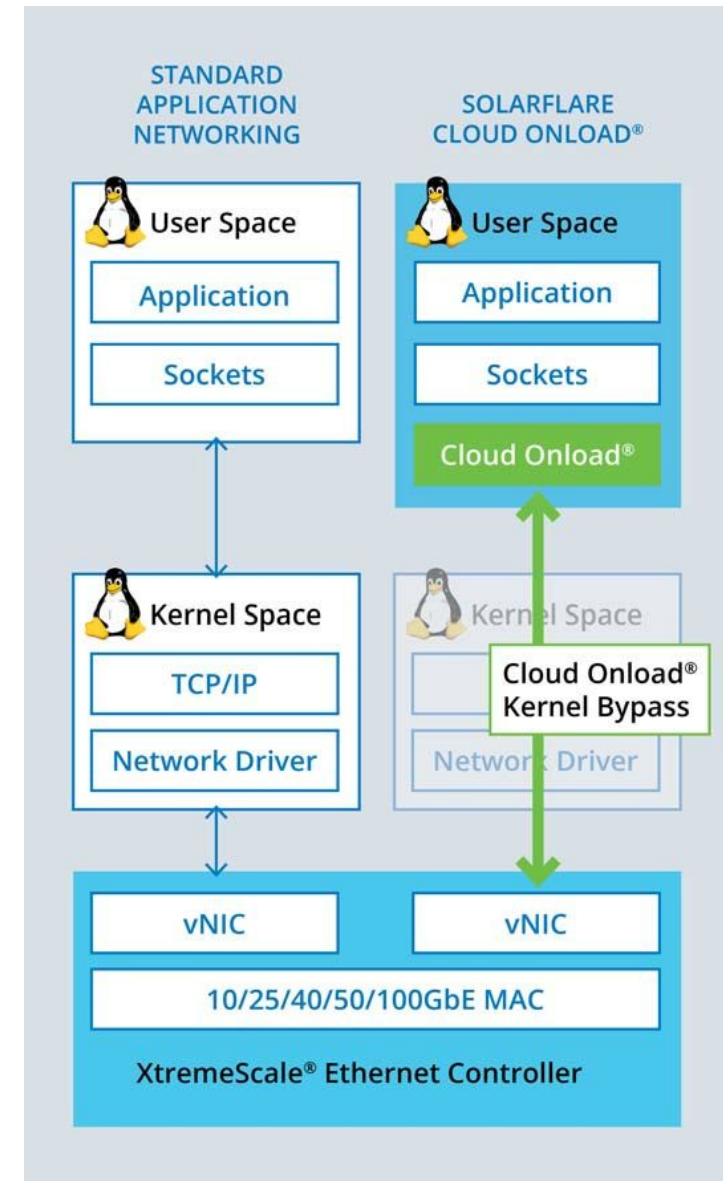 STANDARD
APPLICATION
NETWORKING
User Space
Application
Sockets
Kernel Space
TCP/IP
Network Driver
SOLARFLARE
CLOUD ONLOAD®
User Space
Application
Sockets
Cloud Onload®
Kernel Space
Cloud Onload®
Kernel Bypass
Network Driver
vNIC
vNIC
10/25/40/50/100GbE MAC
XtremeScale® Ethernet Controller